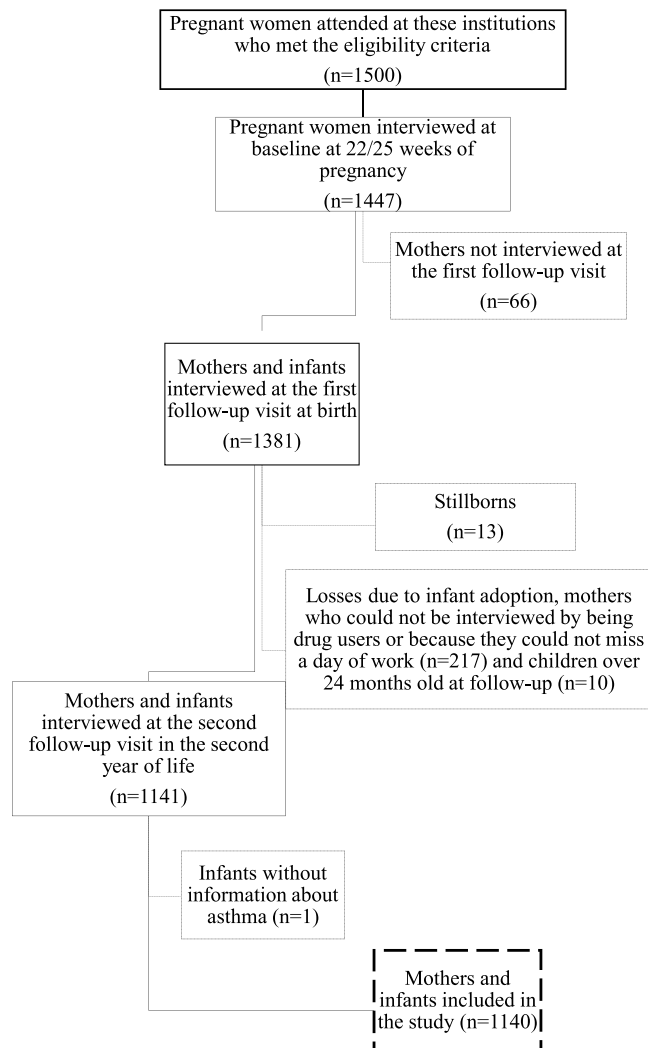 Pregnant women attended at these institutions
who met the eligibility criteria
(n=1500)
Pregnant women interviewed at
baseline at 22/25 weeks of
pregnancy
(n=1447)
Mothers not interviewed at
the first follow-up visit
(n=66)
Mothers and infants
interviewed at the first
follow-up visit at birth
(n=1381)
Stillborns
(n=13)
Losses due to infant adoption, mothers
who could not be interviewed by being
drug users or because they could not miss
a day of work (n=217) and children over
24 months old at follow-up (n=10)
Mothers and infants
interviewed at the second
follow-up visit in the second
year of life
(n=1141)
Infants without
information about
asthma (n=1)
Mothers and
infants included in
the study (n=1140)